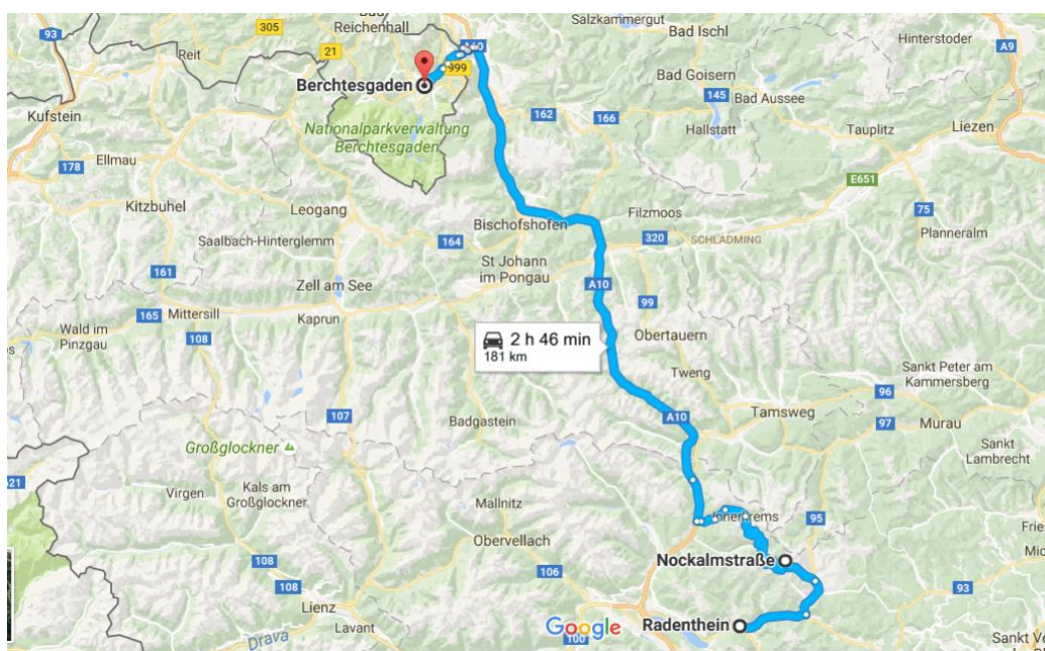 Bad
Reichenhall
Salzkammergut
Bad Ischl
Hinterstoder
93
305
A9
Reit
21
Bad Goisern
999
Berchtesgaden
145
Bad Aussee
Kufstein
162
166
Tauplitz
Liezen
Nationalparkverwaltung
Berchtesgaden
Hallstatt
Ellmau
178
E651
Kitzbuhel
Leogang
75
Bischofshofen
Filzmoos
Planneralm
Saalbach-Hinterglemm
164
320
SCHLADMING
St Johann
im Pongau
161
Zell am See
A10
165
Mittersill
Kaprun
99
Wald im
Pinzgau
108
2 h 46 min
181 km
Obertauern
Tweng
Sankt Peter am
Kammersberg
96
107
A10
Tamsweg
Badgastein
97
Murau
Großglockner
Sankt
Lambrecht
Virgen
Kals am
Großglockner
Mallnitz
95
Obervellach
Nockalmstraße
108
106
93
108
Lienz
Radenthein
Google
Drava
Lavant
100